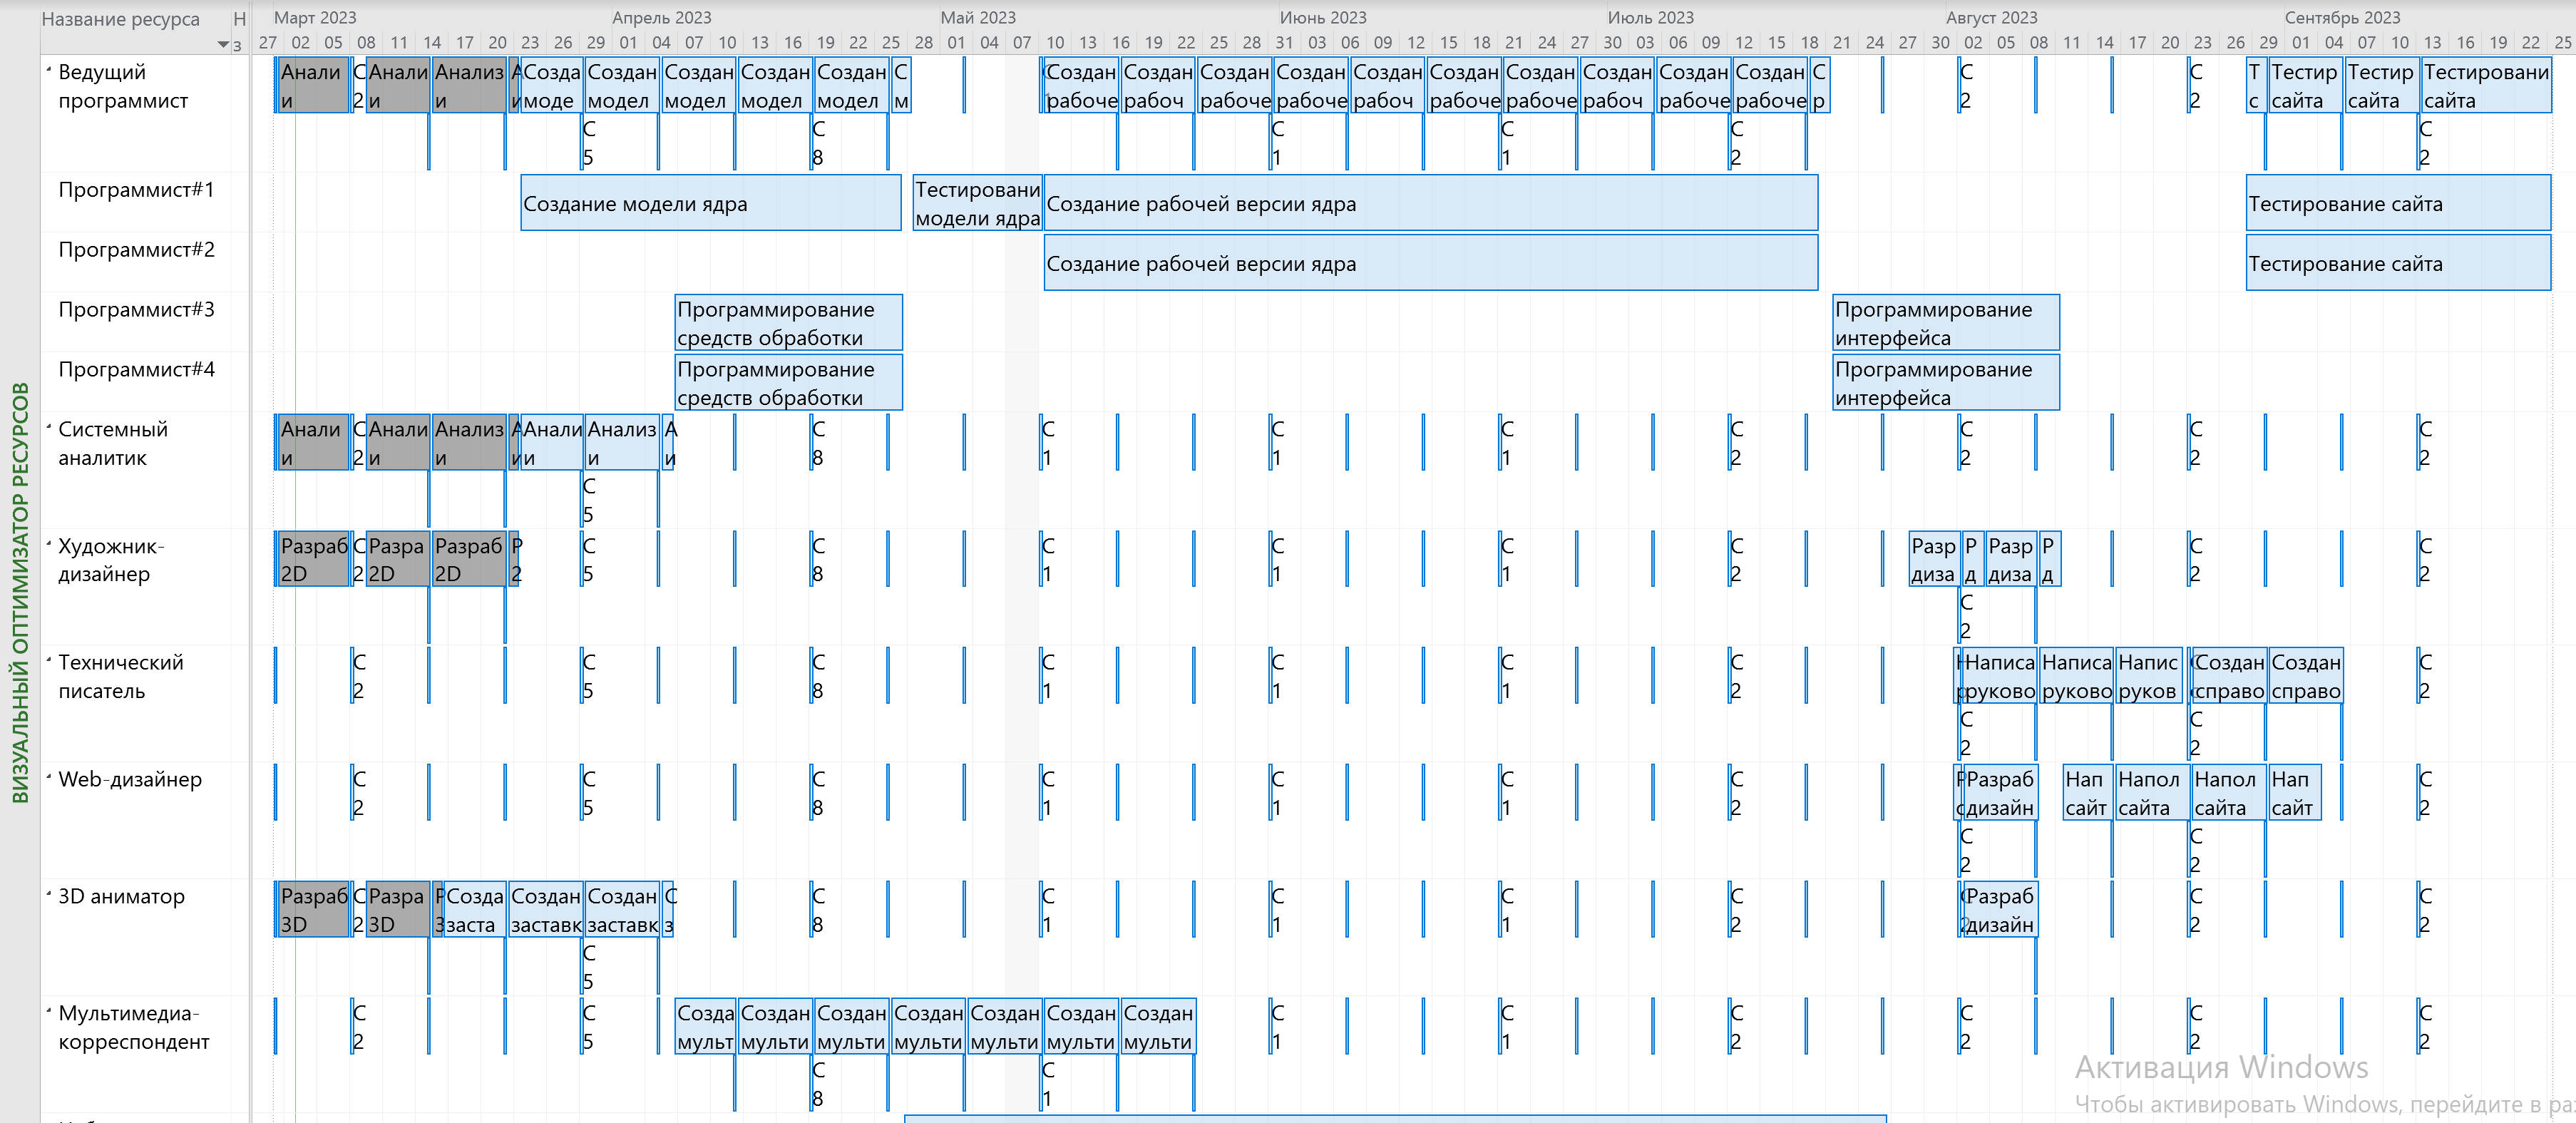 ВИЗУАЛЬНЫЙ ОПТИМИЗАТОР РЕСУРСОВ
Название ресурса Н
з
Март 2023 Апрель 2023 Май 2023 Июнь 2023 Июль 2023 Август 2023 Сентябрь 2023
27 02 05 08 11 14 17 20 23 26 29 01 04 07 10 13 16 19 22 25 28 01 04 07 10 13 16 19 22 25 28 31 03 06 09 12 15 18 21 24 27 30 03 06 09 12 15 18 21 24 27 30 02 05 08 11 14 17 20 23 26 29 01 04 07 10 13 16 19 22 25
Ведущий Анали С Анали Анализ А Созда Создан Создан Создан Создан С Создан Создан Создан Создан Создан Создан Создан Создан Создан Создан С С С Т Тестир Тестир Тестировани
программист и 2 и и и моде модел модел модел модел м рабоче рабоч рабоче рабоче рабоч рабоче рабоче рабоч рабоче рабоче р 2 2 с сайта сайта сайта
С С С С С С
5 8 1 1 2 2
Программист#1 Создание модели ядра Тестировани Создание рабочей версии ядра Тестирование сайта
модели ядра
Программист#2 Создание рабочей версии ядра Тестирование сайта
Программист#3 Программирование Программирование
средств обработки интерфейса
Программист#4 Программирование Программирование
средств обработки интерфейса
Системный Анали С Анали Анализ А Анали Анализ А С С С С С С С С
аналитик и 2 и и и и и и 8 1 1 1 2 2 2 2
С
5
Художник- Разраб С Разра Разраб Р С С С С С С Разр Р Разр Р С С
дизайнер 2D 2 2D 2D 2 5 8 1 1 1 2 диза д диза д 2 2
С
2
Технический С С С С С С С Написа Написа Напис Создан Создан С
писатель 2 5 8 1 1 1 2 руково руково руков справо справо 2
С С
2 2
Web-дизайнер С С С С С С С Р Разраб Нап Напол Напол Нап С
2 5 8 1 1 1 2 дизайн сайт сайта сайта сайт 2
С С
2 2
3D аниматор Разраб С Разра Р Созда Создан Создан С С С С С С Разраб С С
3D 2 3D 3 заста заставк заставк з 8 1 1 1 2 дизайн 2 2
С
5
Мультимедиа- С С Созда Создан Создан Создан Создан Создан Создан С С С С С С
корреспондент 2 5 мульт мульти мульти мульти мульти мульти мульти 1 1 2 2 2 2
С С
8 1
Активация Windows
Чтобы активировать Windows, перейдите в ра